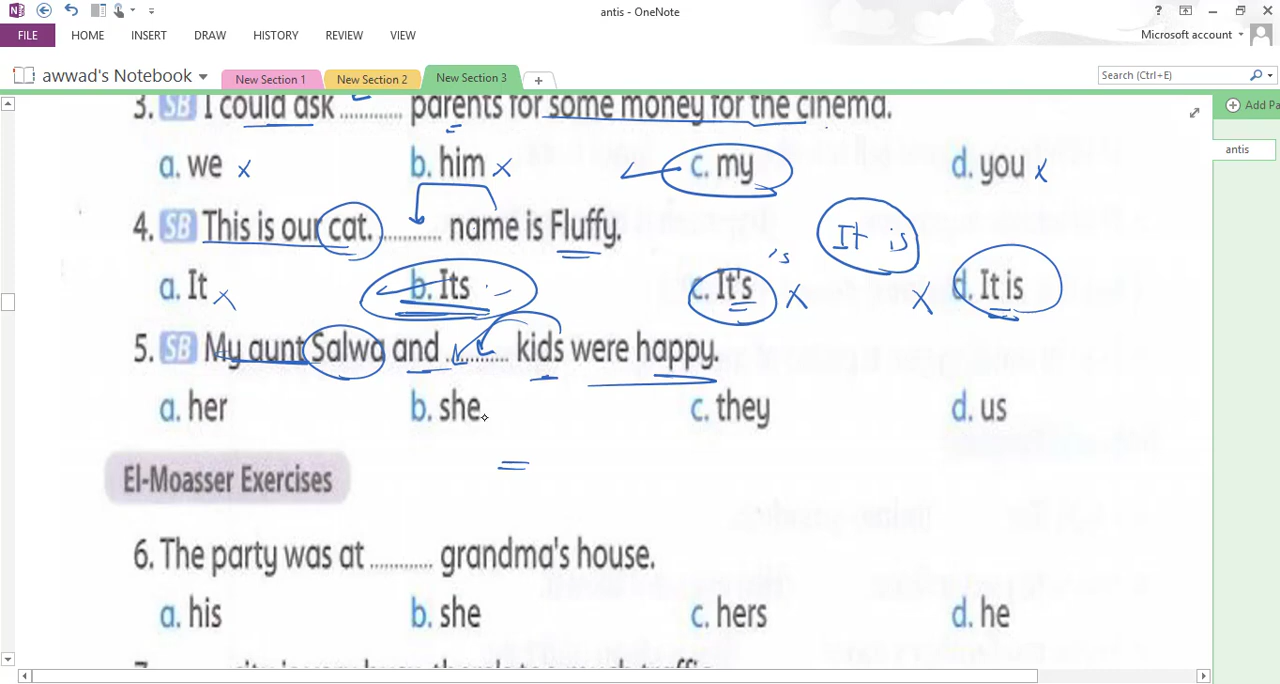 antis - OneNote
FILE HOME INSERT DRAW HISTORY REVIEW VIEW Microsoft account
awwad's Notebook New Section 1 New Section 2 New Section 3 + Search (Ctrl+E)
3. SB I could ask ............ parents for some money for the cinema. Add Pa
antis
a. we x b. him x c. my d. you x
4. SB This is our cat. ............ name is Fluffy. It is
's
a. It x b. Its c. It's x x d. It is
5. SB My aunt Salwa and ............ kids were happy.
a. her b. she c. they d. us
El-Moasser Exercises
6. The party was at ............ grandma's house.
a. his b. she c. hers d. he